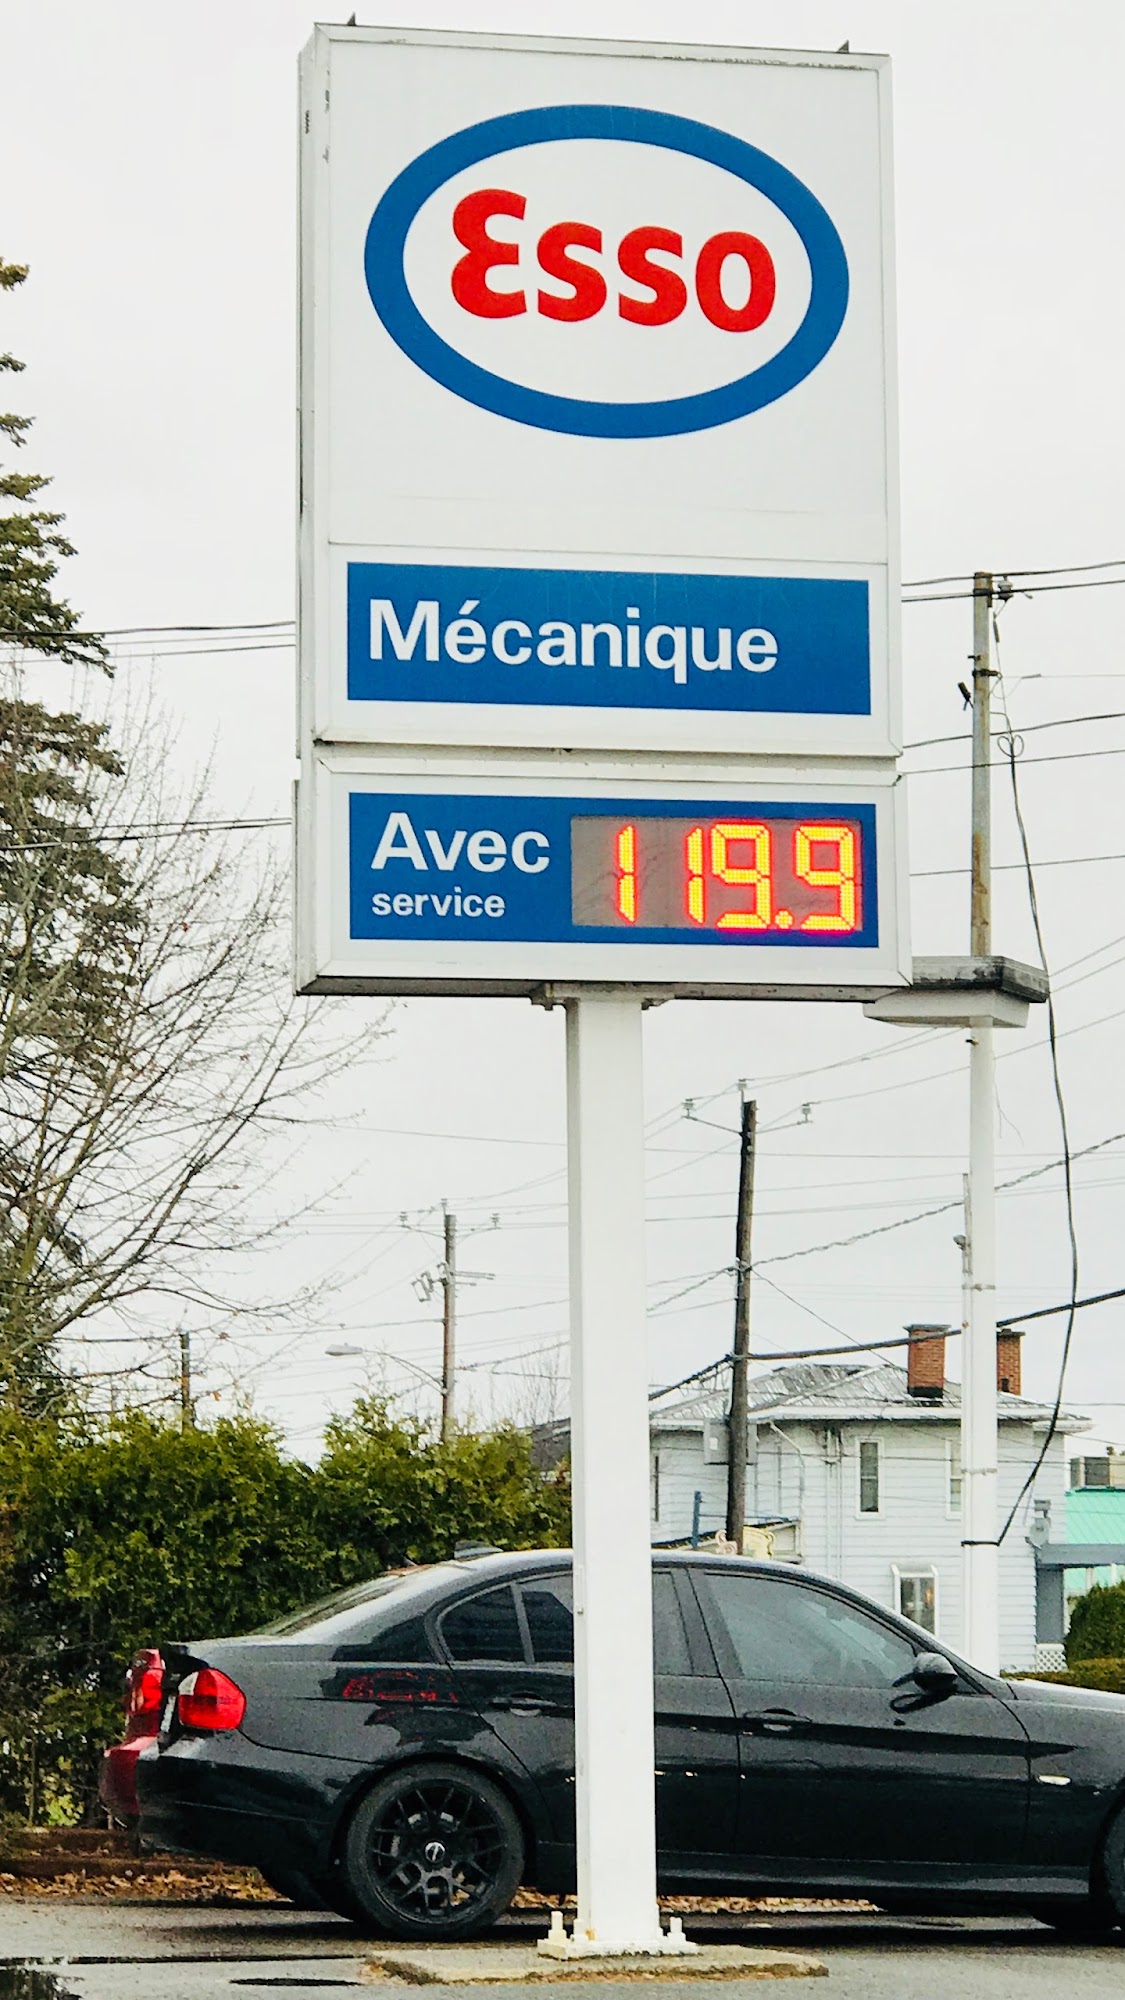 Esso
Mécanique
Avec 119.9
service